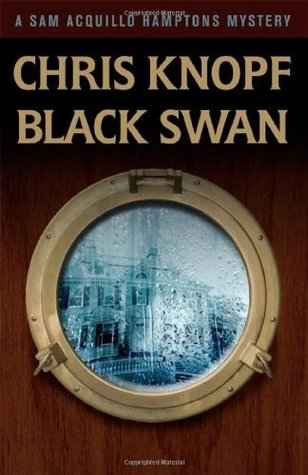 A SAM ACQUILLO HAMPTONS MYSTERY
CHRIS KNOPF
BLACK SWAN